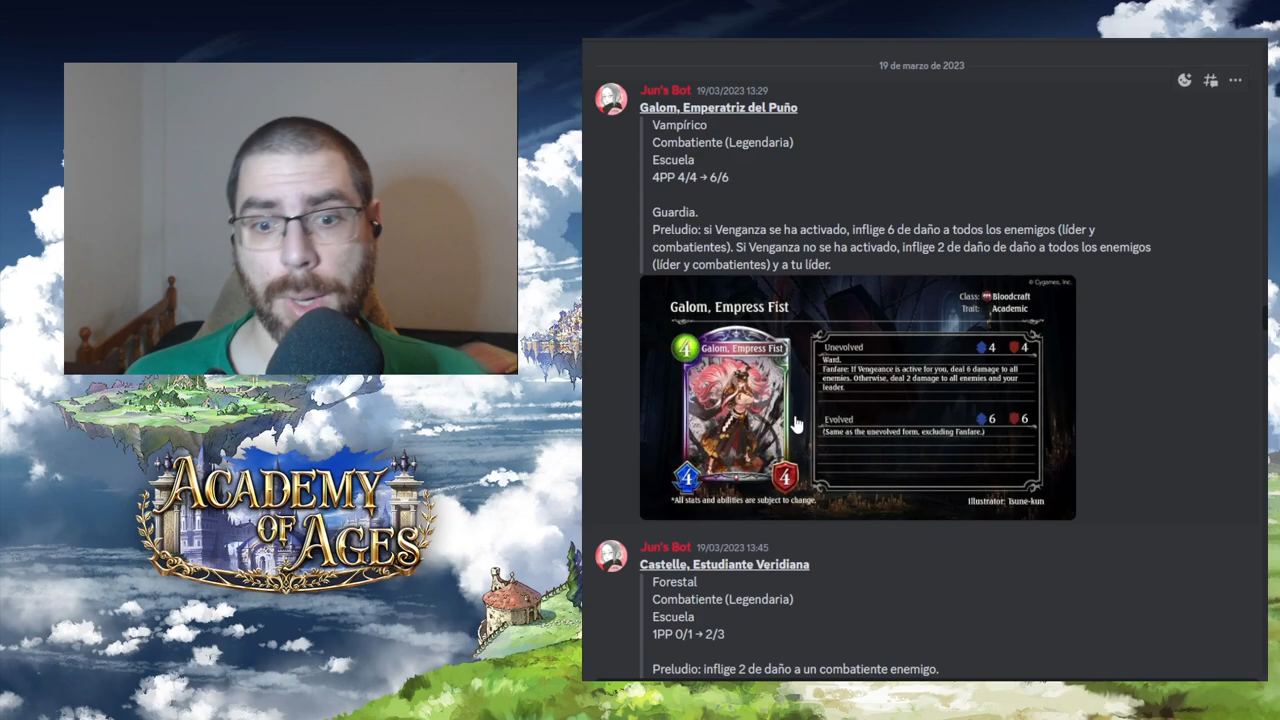 19 de marzo de 2023
Jun's Bot 19/03/2023 13:29
Galom, Emperatriz del Puño
Vampírico
Combatiente (Legendaria)
Escuela
4PP 4/4 → 6/6
Guardia.
Preludio: si Venganza se ha activado, inflige 6 de daño a todos los enemigos (líder y
combatientes). Si Venganza no se ha activado, inflige 2 de daño de daño a todos los enemigos
(líder y combatientes) y a tu líder.
© Cygames, Inc.
Galom, Empress Fist
Class: Bloodcraft
Trait: Academic
4 Galom, Empress Fist
Unevolved 4 4
Ward.
Fanfare: If Vengeance is active for you, deal 6 damage to all
enemies. Otherwise, deal 2 damage to all enemies and your
leader.
Evolved 6 6
(Same as the unevolved form, excluding Fanfare.)
4 4
*All stats and abilities are subject to change.
Illustrator: Tsune-kun
Jun's Bot 19/03/2023 13:45
Castelle, Estudiante Veridiana
Forestal
Combatiente (Legendaria)
Escuela
1PP 0/1 → 2/3
Preludio: inflige 2 de daño a un combatiente enemigo.
ACADEMY
OF AGES